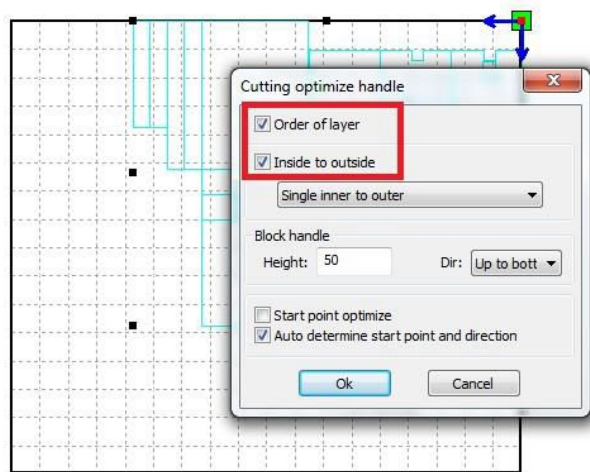 Cutting optimize handle
Order of layer
Inside to outside
Single inner to outer
Block handle
Height: 50 Dir: Up to bott
Start point optimize
Auto determine start point and direction
Ok Cancel